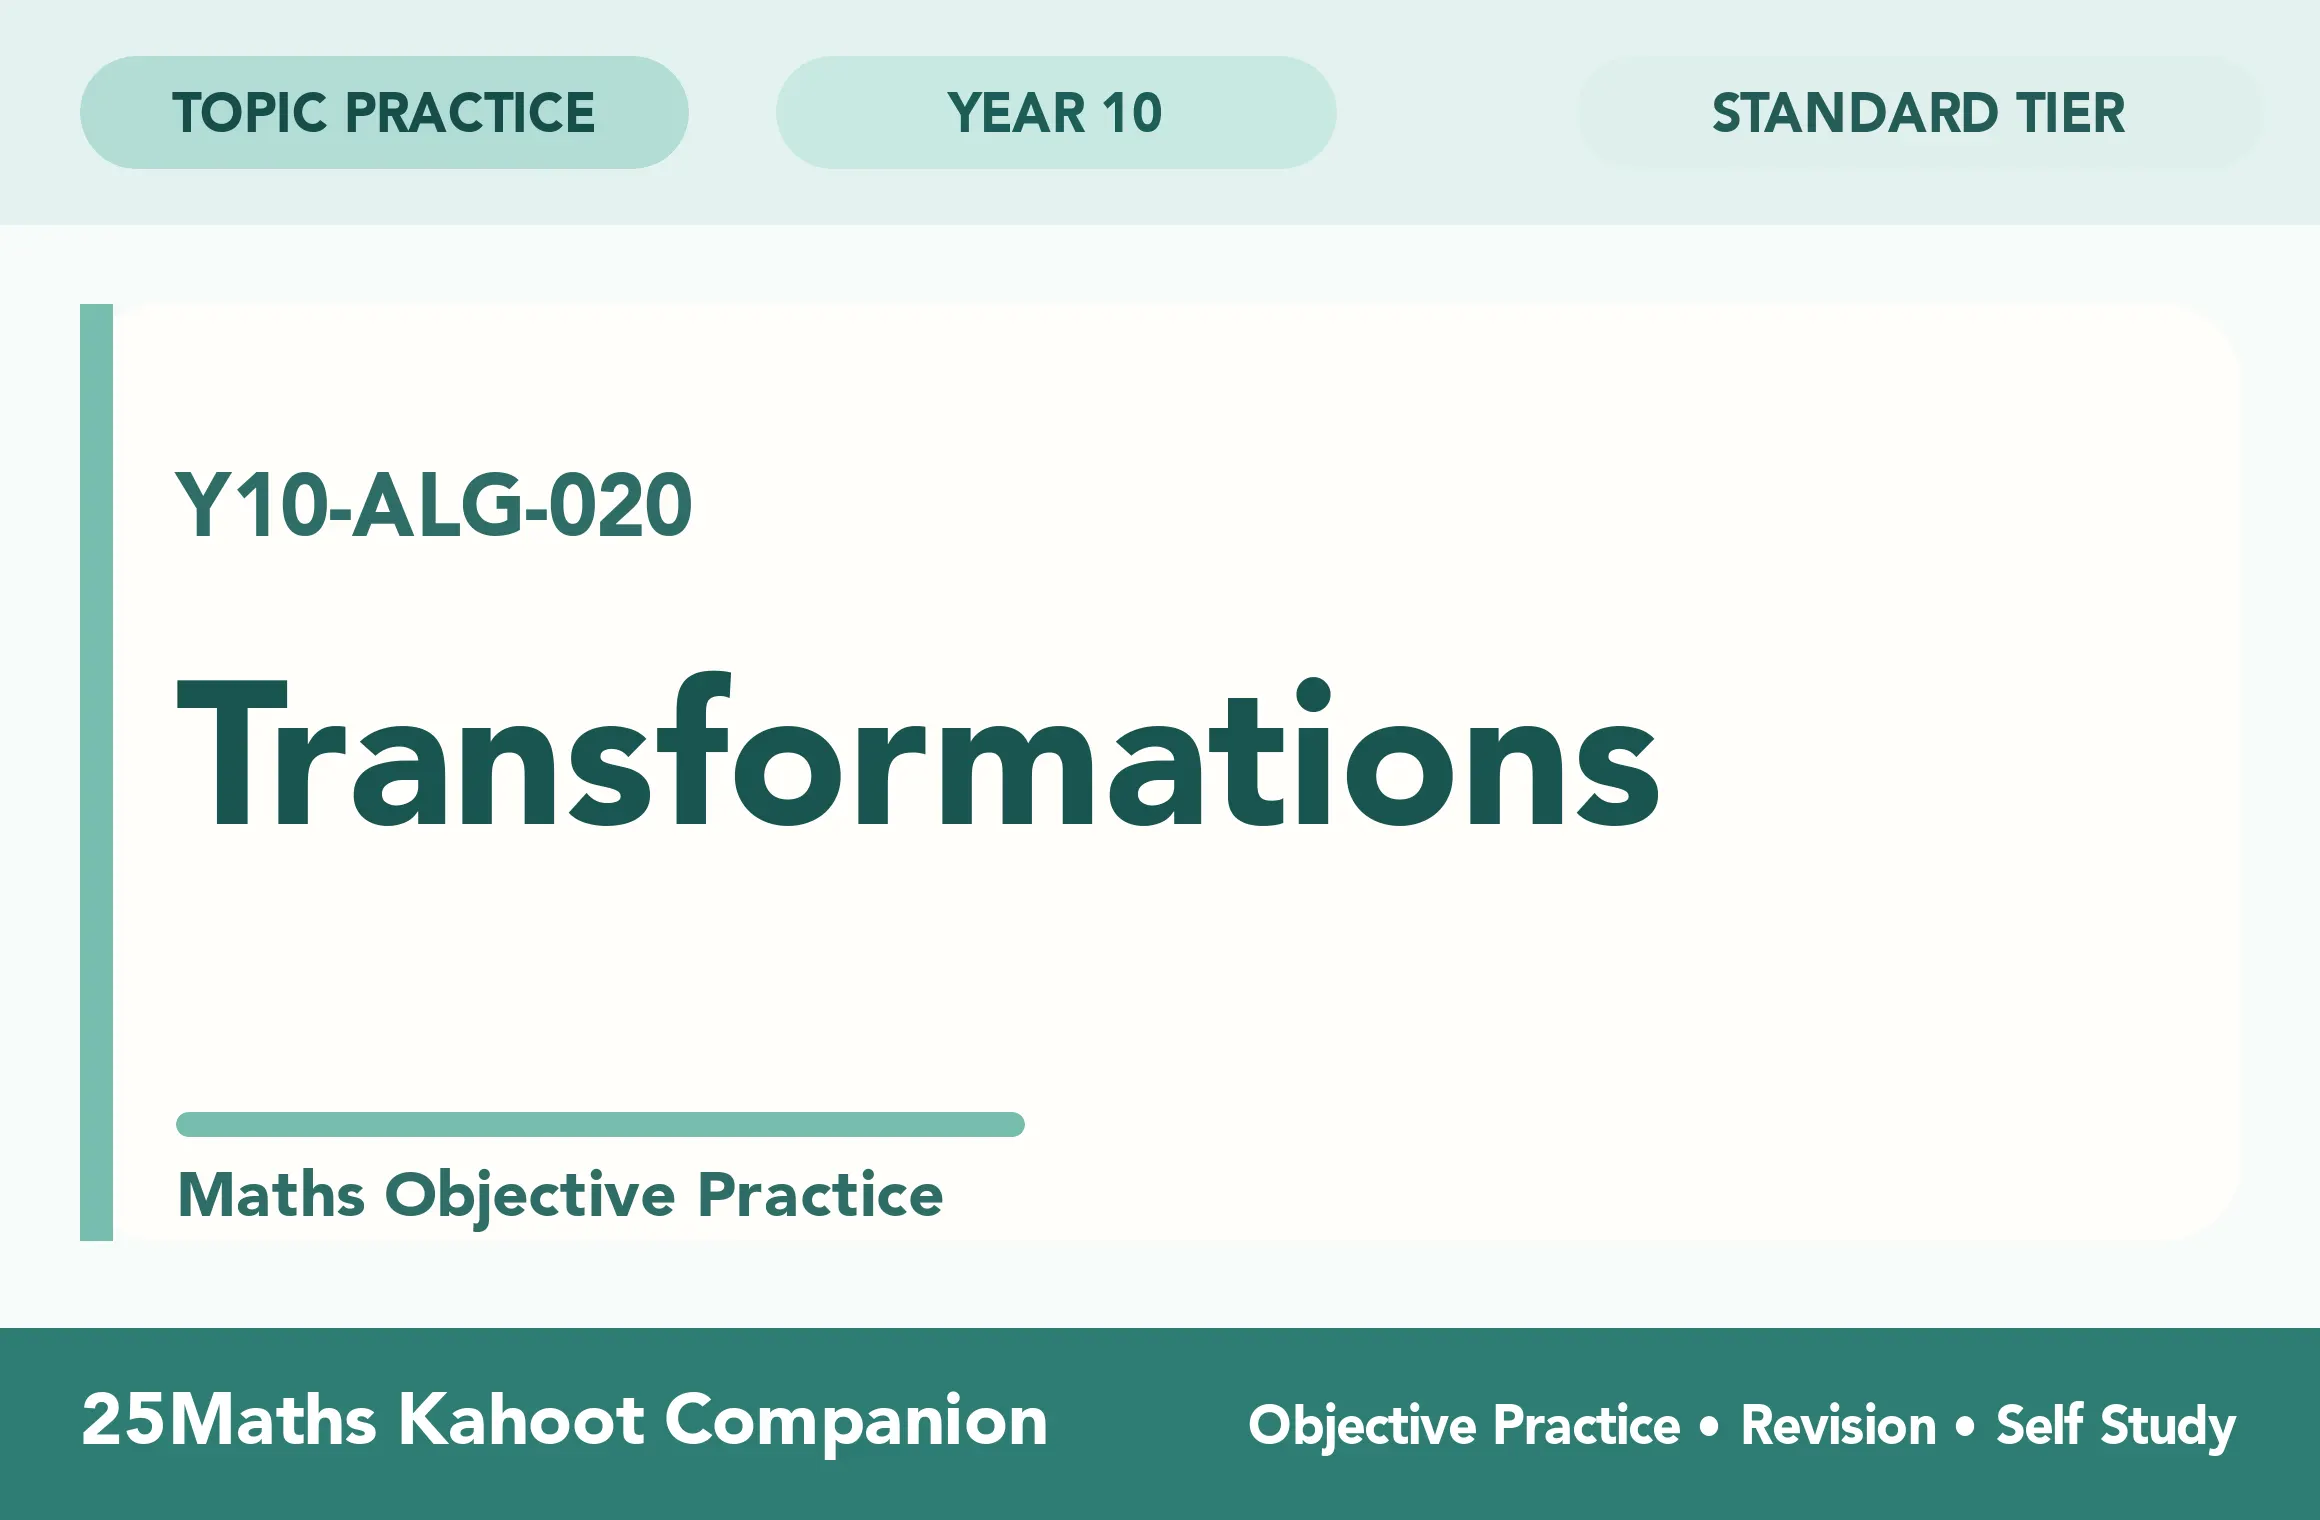 TOPIC PRACTICE
YEAR 10
STANDARD TIER
Y10-ALG-020
Transformations
Maths Objective Practice
25Maths Kahoot Companion
Objective Practice • Revision • Self Study